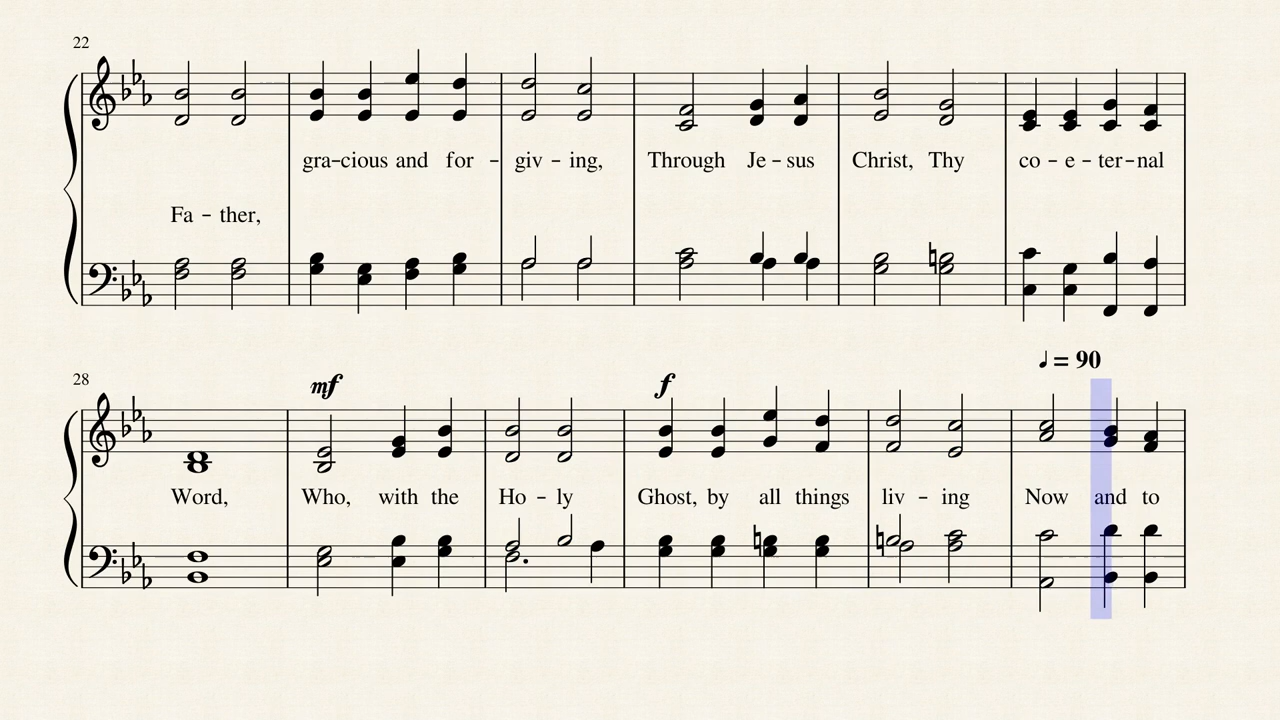 22
gra–cious and for – giv – ing, Through Je – sus Christ, Thy co – e – ter–nal
Fa – ther,
♩ = 90
28
mf f
Word, Who, with the Ho – ly Ghost, by all things liv – ing Now and to